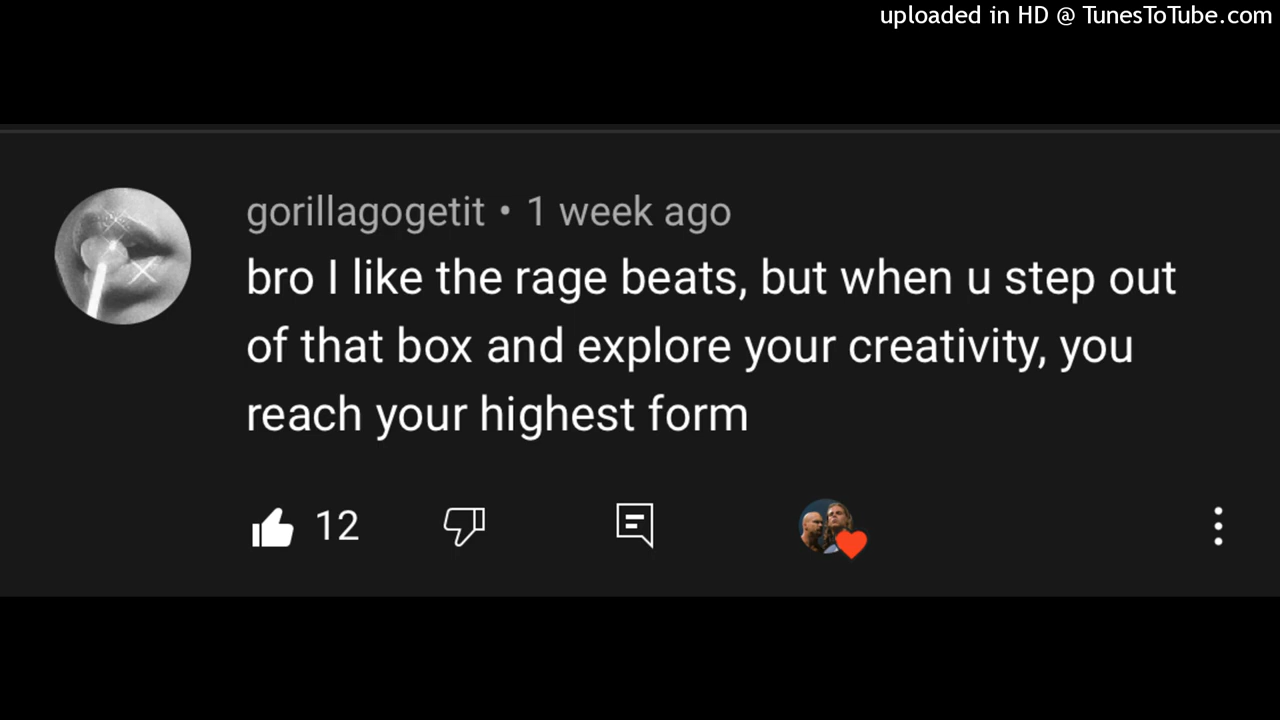 uploaded in HD @ TunesToTube.com
gorillagogetit • 1 week ago
bro I like the rage beats, but when u step out
of that box and explore your creativity, you
reach your highest form
12